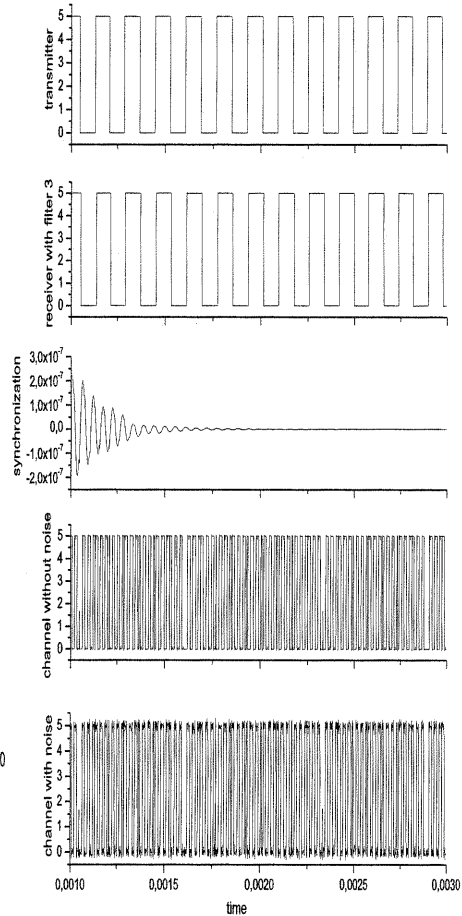 transmitter
5
4
3
2
1
0
receiver with filter 3
5
4
3
2
1
0
synchronization
3,0x10⁻⁷
2,0x10⁻⁷
1,0x10⁻⁷
0,0
-1,0x10⁻⁷
-2,0x10⁻⁷
channel without noise
5
4
3
2
1
0
channel with noise
5
4
3
2
1
0
0
0,0010 0,0015 0,0020 0,0025 0,0030
time